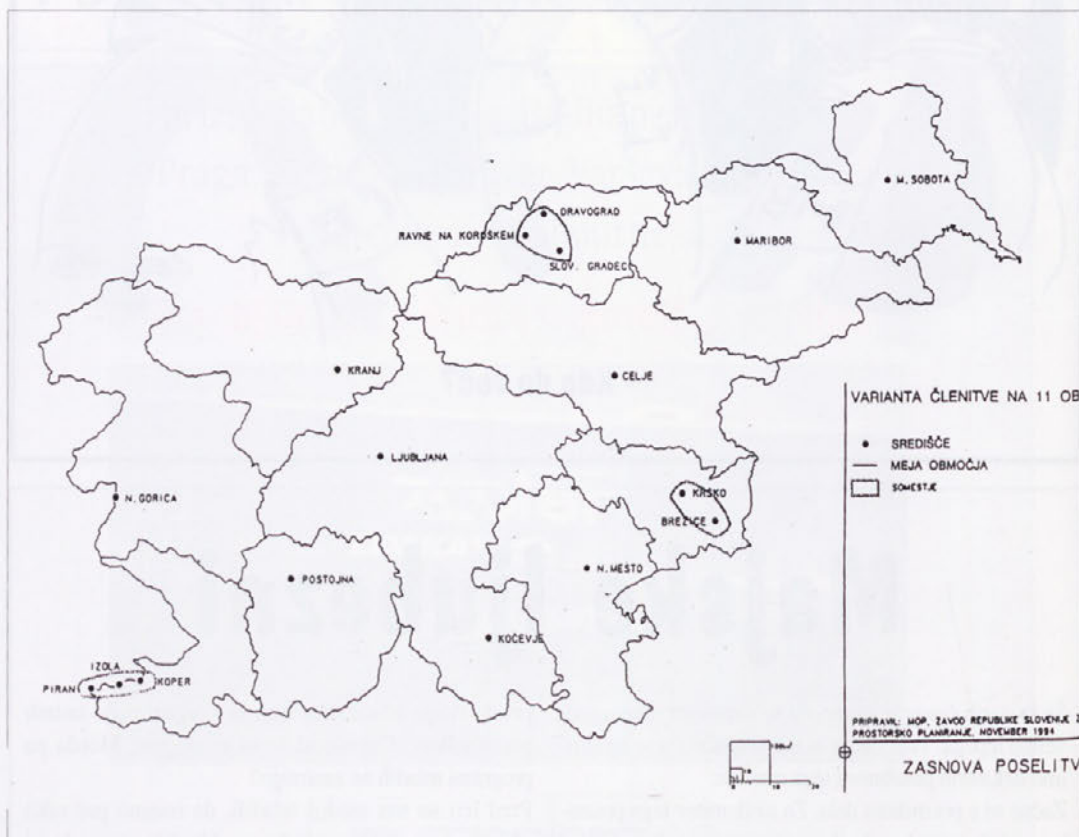 M. SOBOTA
DRAVOGRAD
RAVNE NA KOROŠKEM
MARIBOR
SLOV. GRADEC
KRANJ
CELJE
VARIANTA ČLENITVE NA 11 OB
LJUBLJANA
SREDIŠČE
MEJA OBMOČJA
SOMESTJE
N. GORICA
KRŠKO
BREŽICE
POSTOJNA
N. MESTO
KOČEVJE
IZOLA
PIRAN
KOPER
PRIPRAVIL: MOP, ZAVOD REPUBLIKE SLOVENIJE
PROSTORSKO PLANIRANJE, NOVEMBER 1994
ZASNOVA POSELITV